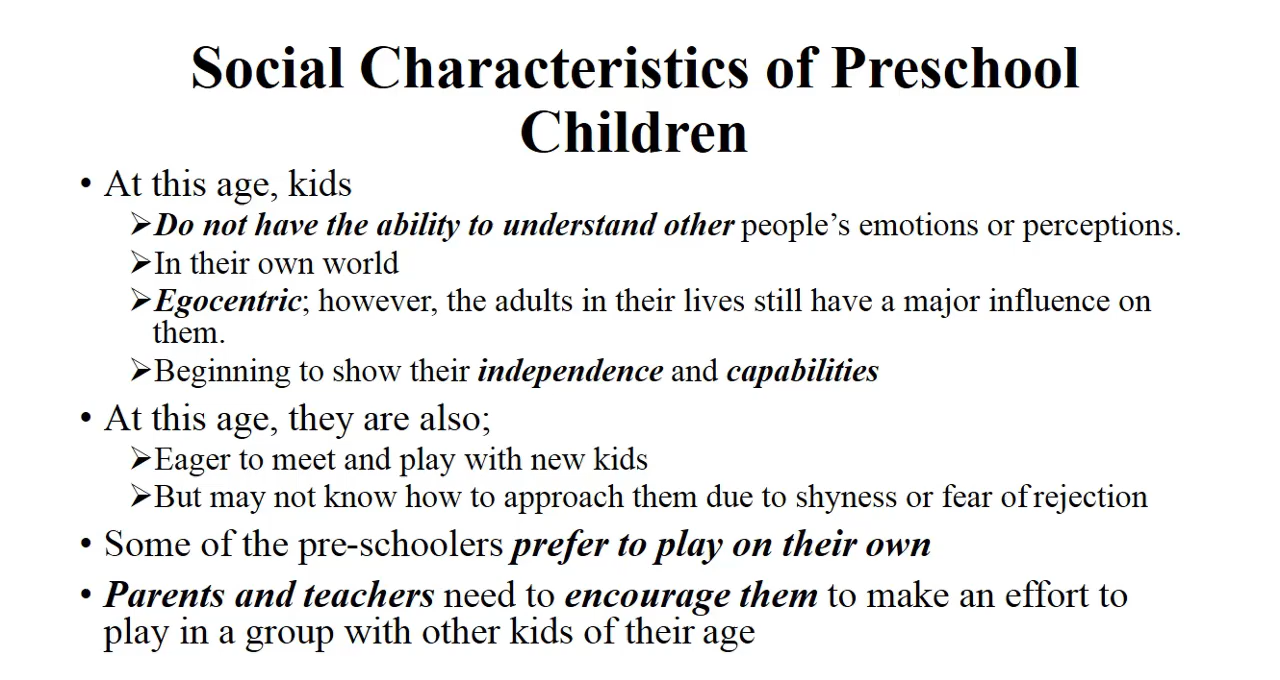 Social Characteristics of Preschool
Children
• At this age, kids
➢Do not have the ability to understand other people’s emotions or perceptions.
➢In their own world
➢Egocentric; however, the adults in their lives still have a major influence on
them.
➢Beginning to show their independence and capabilities
• At this age, they are also;
➢Eager to meet and play with new kids
➢But may not know how to approach them due to shyness or fear of rejection
• Some of the pre-schoolers prefer to play on their own
• Parents and teachers need to encourage them to make an effort to
play in a group with other kids of their age